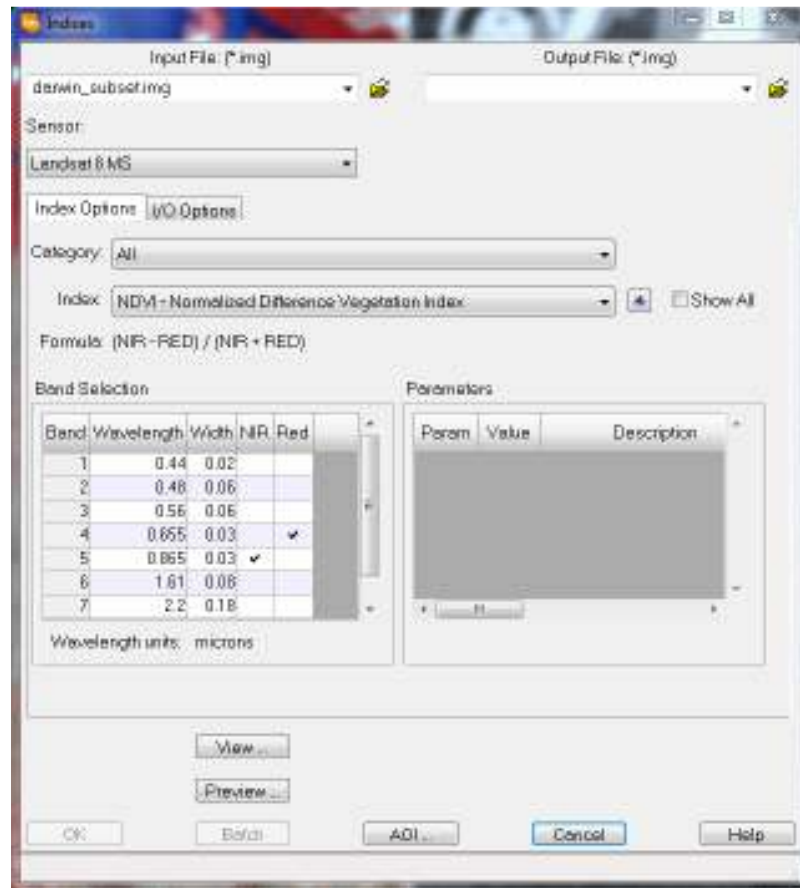 Indices
Input File: (*.img) Output File: (*.img)
darwin_subset.img
Sensor:
Landsat 8 MS
Index Options I/O Options
Category: All
Index: NDVI - Normalized Difference Vegetation Index Show All
Formula: (NIR - RED) / (NIR + RED)
Band Selection Parameters
Band Wavelength Width NIR Red Param Value Description
1 0.44 0.02
2 0.48 0.06
3 0.56 0.06
4 0.655 0.03 ✔
5 0.865 0.03 ✔
6 1.61 0.08
7 2.2 0.18
Wavelength units: microns
View ...
Preview ...
OK Batch AOI ... Cancel Help